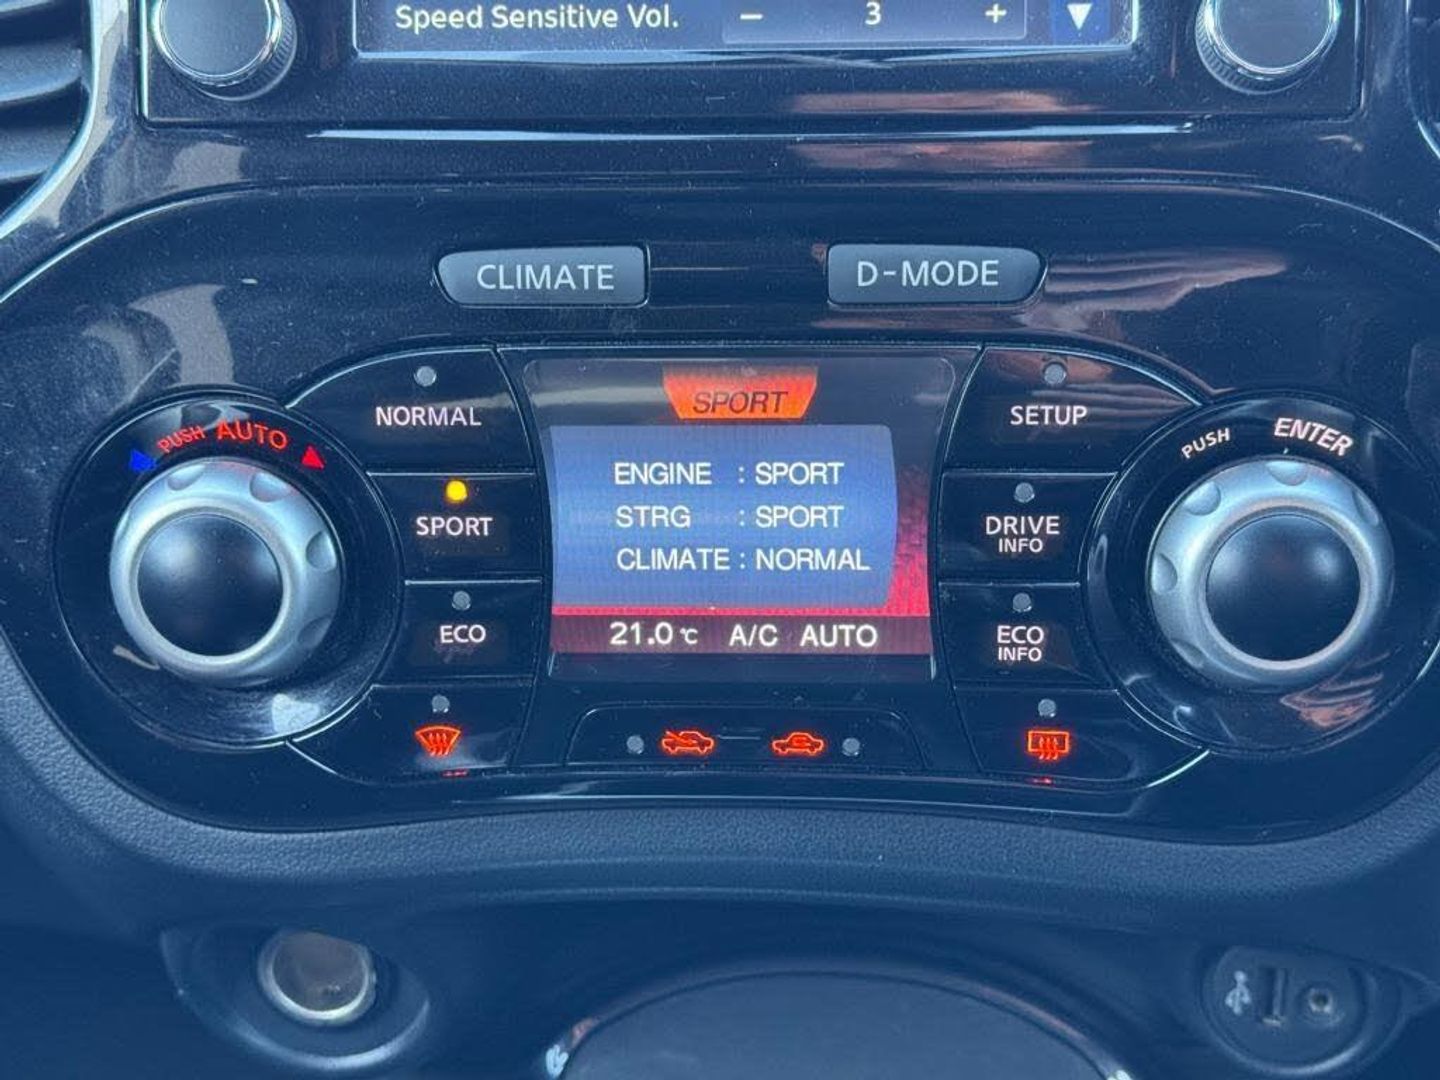 Speed Sensitive Vol. − 3 +
CLIMATE D-MODE
PUSH AUTO
NORMAL
SPORT
ECO
SPORT
ENGINE : SPORT
STRG : SPORT
CLIMATE : NORMAL
21.0 °C A/C AUTO
SETUP
DRIVE
INFO
ECO
INFO
PUSH ENTER